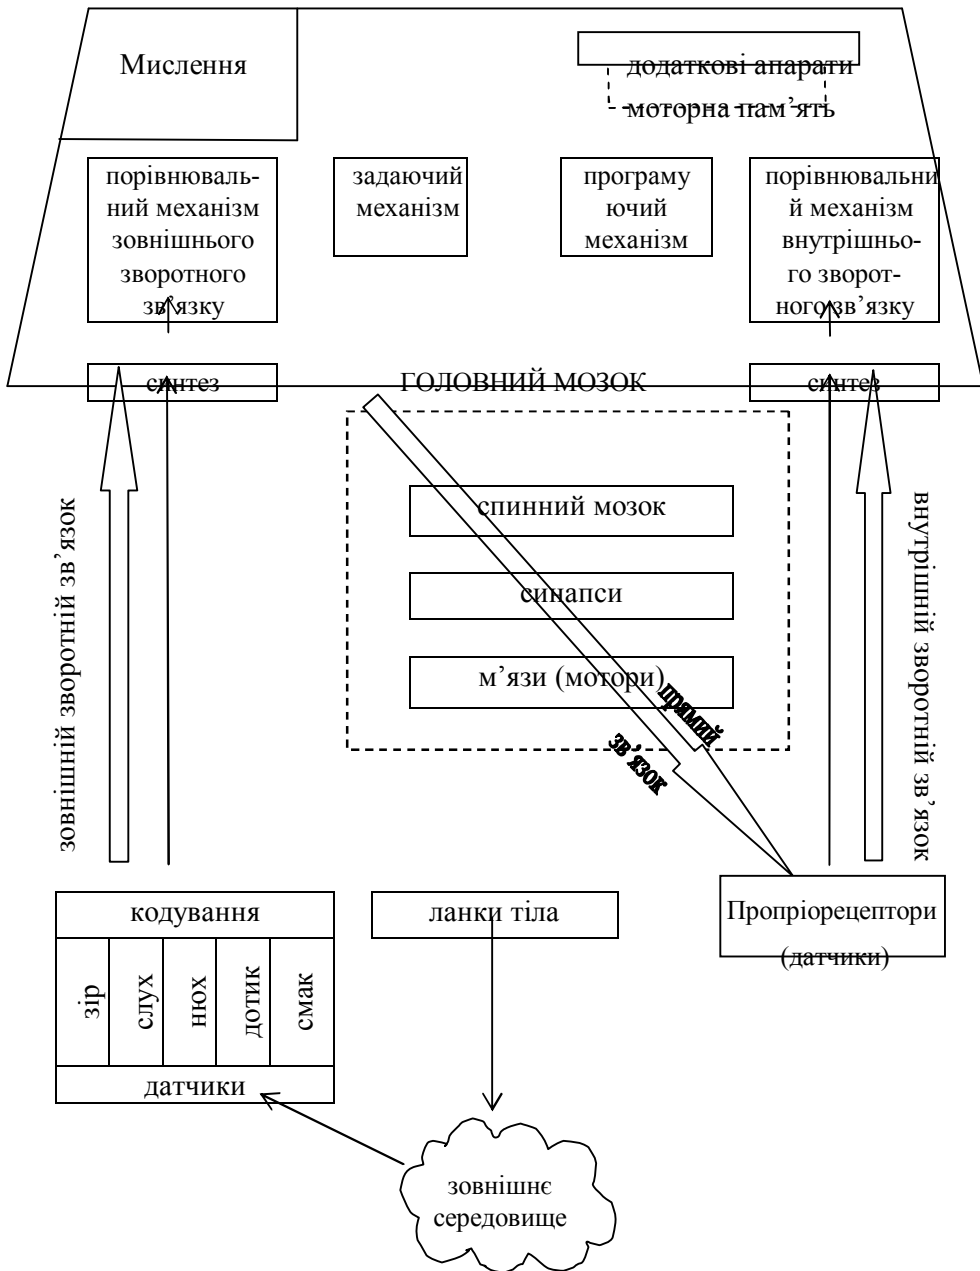 Мислення
додаткові апарати
моторна пам’ять
порівнюваль-
ний механізм
зовнішнього
зворотного
зв’язку
задаючий
механізм
програму
ючий
механізм
порівнювальни
й механізм
внутрішньо-
го зворот-
ного зв’язку
синтез
ГОЛОВНИЙ МОЗОК
синтез
зовнішній зворотній зв’язок
спинний мозок
синапси
м’язи (мотори)
прямий
зв’язок
внутрішній зворотній зв’язок
кодування
зір
слух
нюх
дотик
смак
датчики
ланки тіла
Пропріорецептори
(датчики)
зовнішнє
середовище